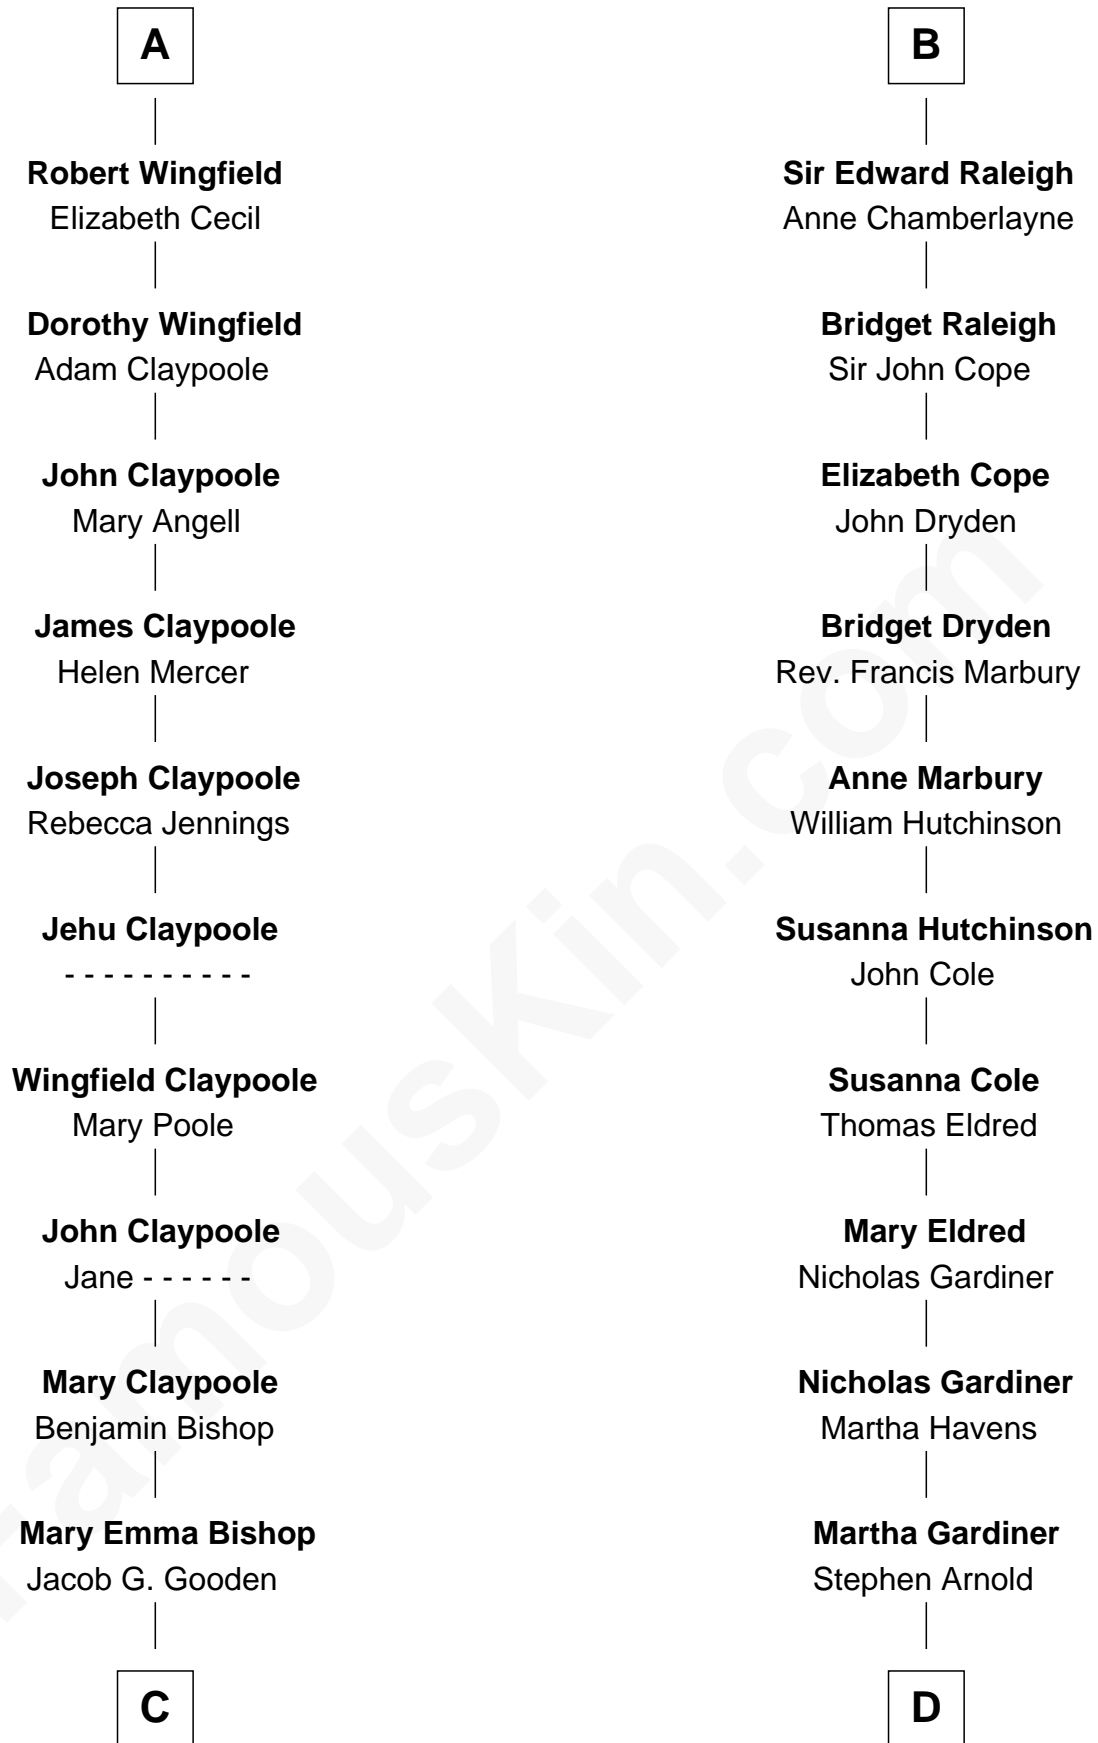 A
Robert Wingfield
Elizabeth Cecil
Dorothy Wingfield
Adam Claypoole
John Claypoole
Mary Angell
James Claypoole
Helen Mercer
Joseph Claypoole
Rebecca Jennings
Jehu Claypoole
- - - - - - - - - -
Wingfield Claypoole
Mary Poole
John Claypoole
Jane - - - - - -
Mary Claypoole
Benjamin Bishop
Mary Emma Bishop
Jacob G. Gooden
C
B
Sir Edward Raleigh
Anne Chamberlayne
Bridget Raleigh
Sir John Cope
Elizabeth Cope
John Dryden
Bridget Dryden
Rev. Francis Marbury
Anne Marbury
William Hutchinson
Susanna Hutchinson
John Cole
Susanna Cole
Thomas Eldred
Mary Eldred
Nicholas Gardiner
Nicholas Gardiner
Martha Havens
Martha Gardiner
Stephen Arnold
D
FamousKin.com